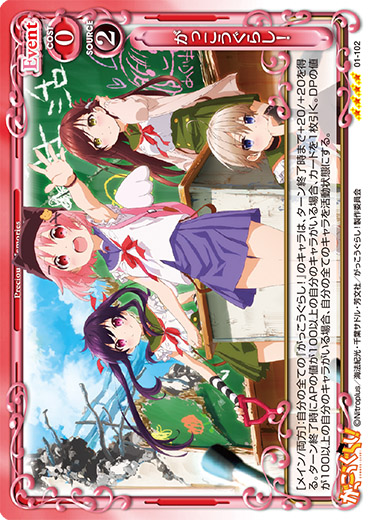 Event
COST
0
SOURCE
2
がっこうぐらし!
Precious Memories
生活
[メイン/両方]:自分の全ての「がっこうぐらし!」のキャラは、ターン終了時まで+20/+20を得
る。ターン終了時にAPの値が100以上の自分のキャラがいる場合、カードを1枚引く。DPの値
が100以上の自分のキャラがいる場合、自分の全てのキャラを活動状態にする。
がっこうぐらし!
©Nitroplus/海法紀光・千葉サドル・芳文社/がっこうぐらし!製作委員会
01-102